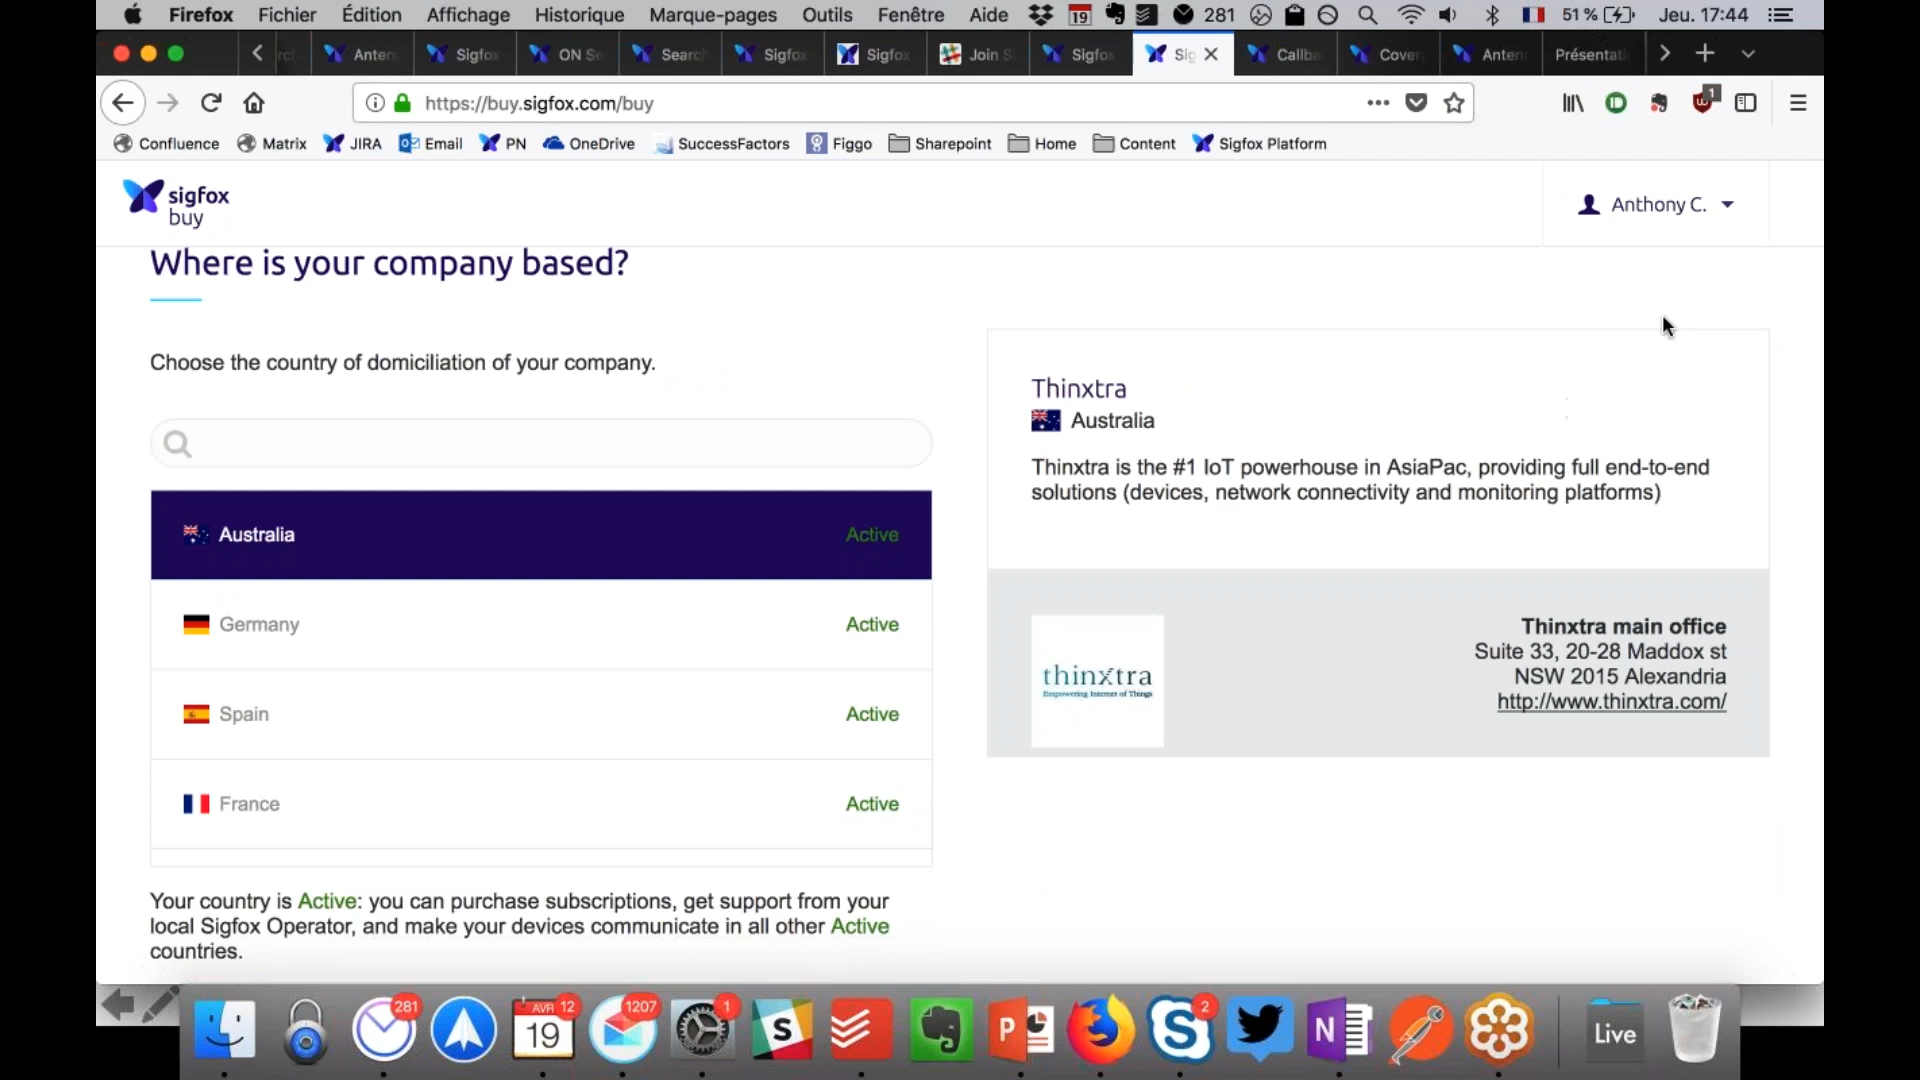 Firefox Fichier Édition Affichage Historique Marque-pages Outils Fenêtre Aide 19 281 51 % Jeu. 17:44
Anten Sigfox ON Se Search Sigfox Sigfox Join S Sigfox Sig Callba Cover Anten Présentati
https://buy.sigfox.com/buy
1
Confluence Matrix JIRA Email PN OneDrive SuccessFactors Figgo Sharepoint Home Content Sigfox Platform
sigfox
buy
Anthony C.
Where is your company based?
Choose the country of domiciliation of your company.
Australia Active
Germany Active
Spain Active
France Active
Your country is Active: you can purchase subscriptions, get support from your
local Sigfox Operator, and make your devices communicate in all other Active
countries.
Thinxtra
Australia
Thinxtra is the #1 IoT powerhouse in AsiaPac, providing full end-to-end
solutions (devices, network connectivity and monitoring platforms)
thinxtra
Empowering Internet of Things
Thinxtra main office
Suite 33, 20-28 Maddox st
NSW 2015 Alexandria
http://www.thinxtra.com/
281 AVR 12 1207 1 2
19 S P S N Live